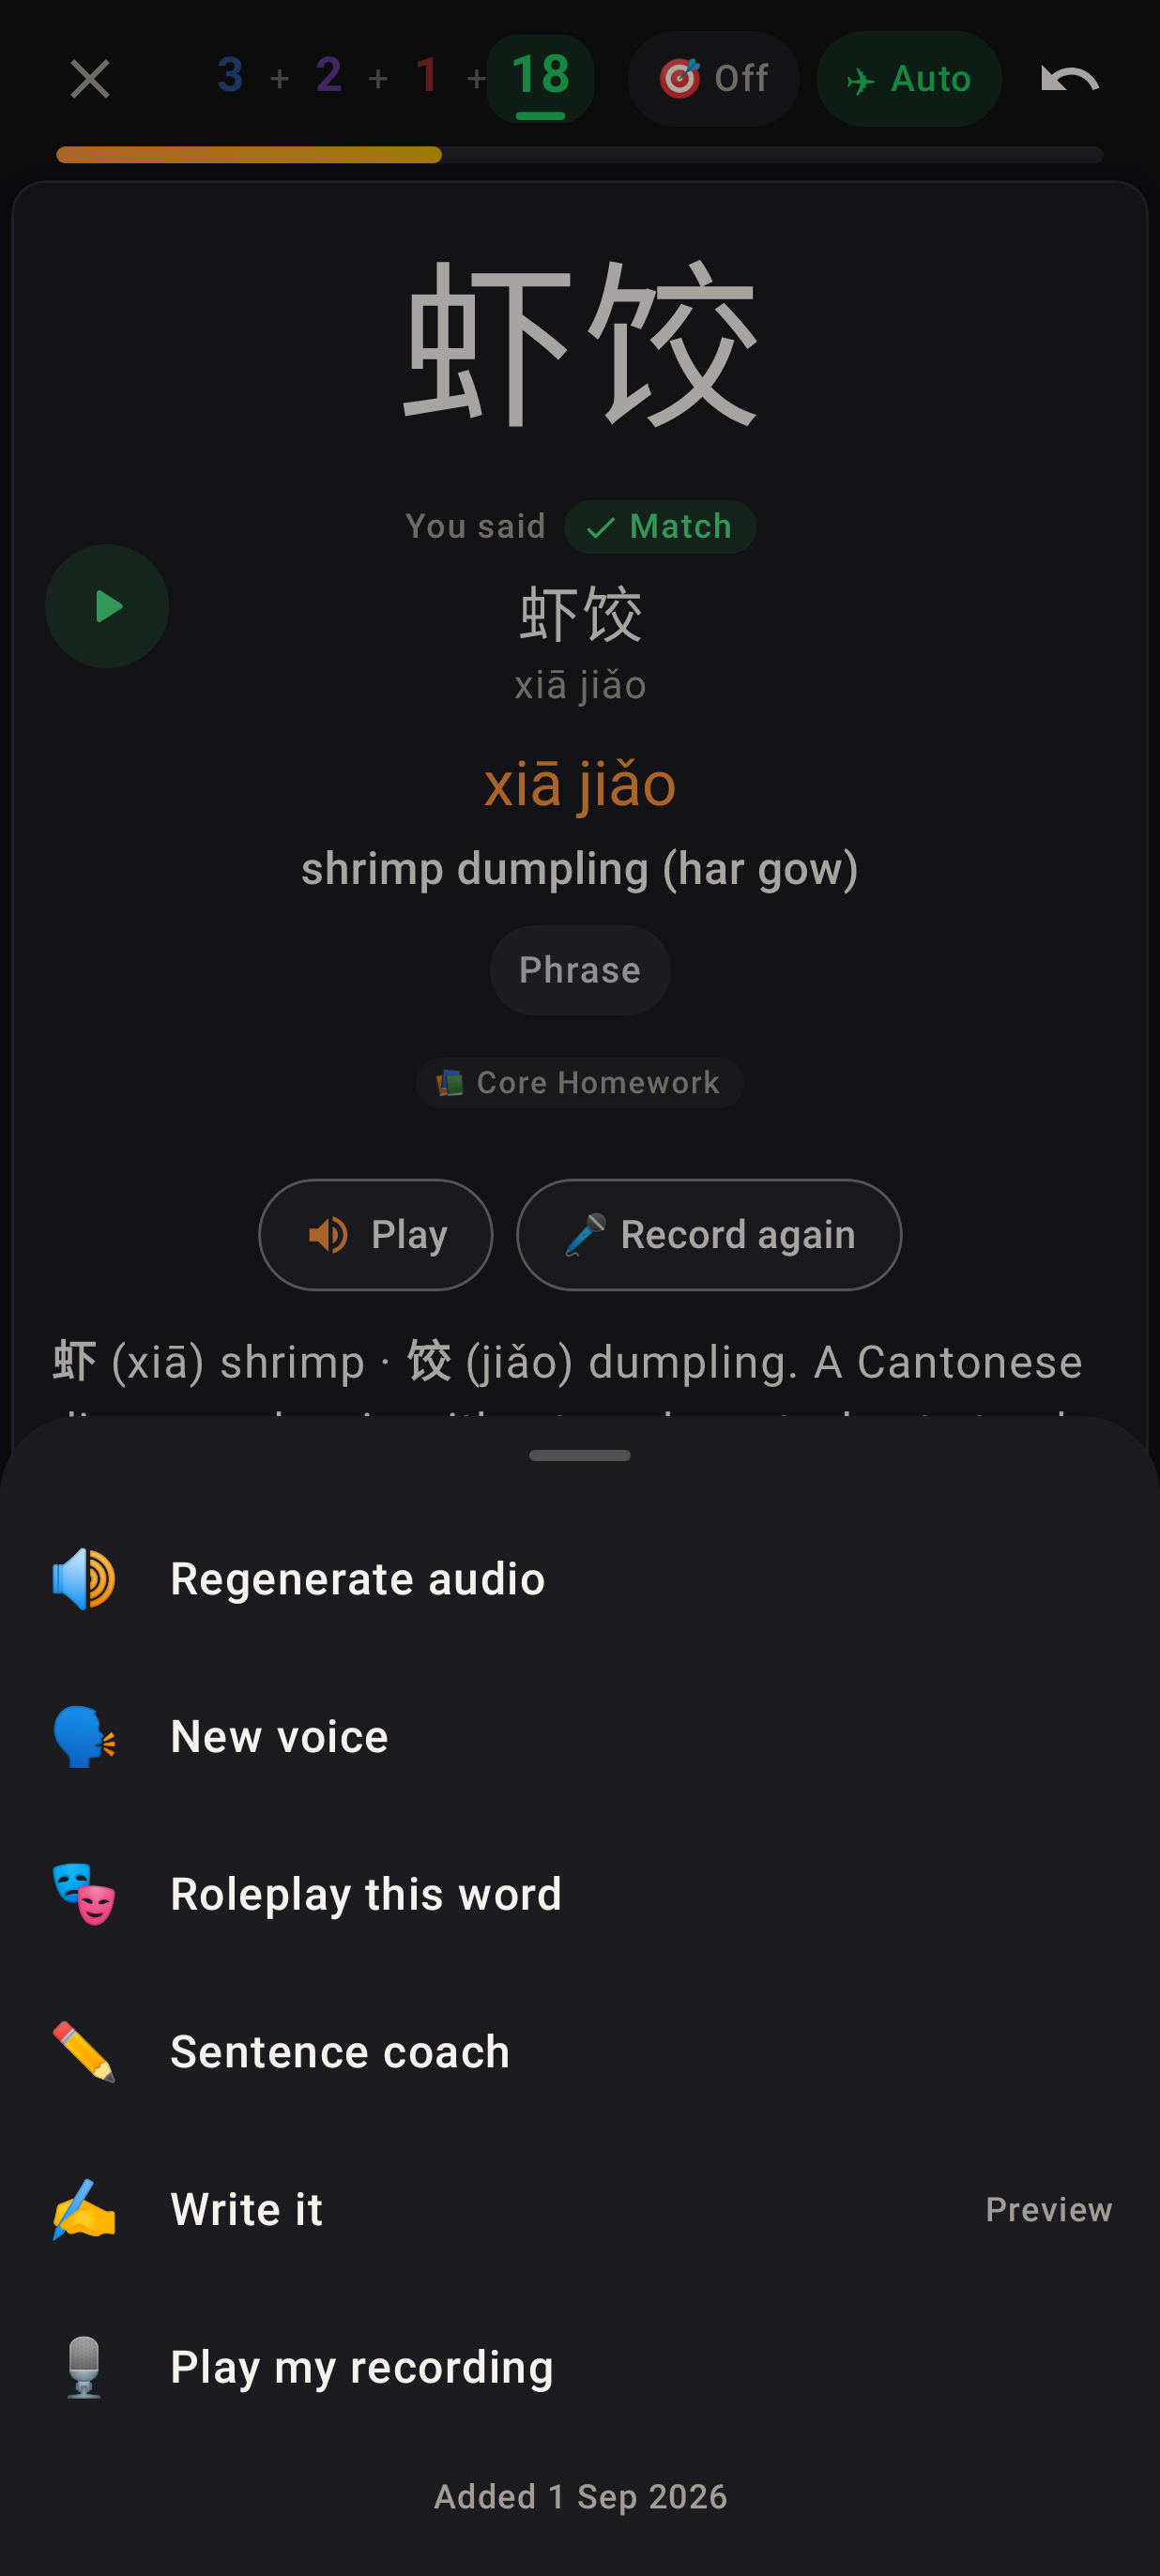 3 + 2 + 1 + 18 Off Auto
虾饺
You said Match
虾饺
xiā jiǎo
xiā jiǎo
shrimp dumpling (har gow)
Phrase
Core Homework
Play Record again
虾 (xiā) shrimp · 饺 (jiǎo) dumpling. A Cantonese
Regenerate audio
New voice
Roleplay this word
Sentence coach
Write it Preview
Play my recording
Added 1 Sep 2026